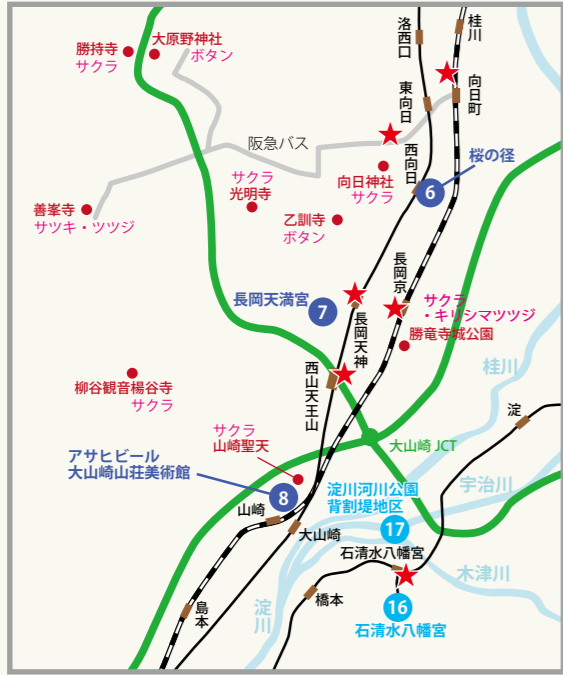 勝持寺
サクラ
大原野神社
ボタン
洛西口
桂川
東向日
向日町
阪急バス
西向日
桜の径
6
サクラ
光明寺
向日神社
サクラ
善峯寺
サツキ・ツツジ
乙訓寺
ボタン
長岡天満宮
7
長岡京
サクラ
・キリシマツツジ
勝竜寺城公園
長岡天神
桂川
柳谷観音楊谷寺
サクラ
西山天王山
淀
サクラ
山崎聖天
大山崎 JCT
アサヒビール
大山崎山荘美術館
8
淀川河川公園
背割堤地区
17
宇治川
山崎
大山崎
石清水八幡宮
木津川
島本
淀川
橋本
16
石清水八幡宮